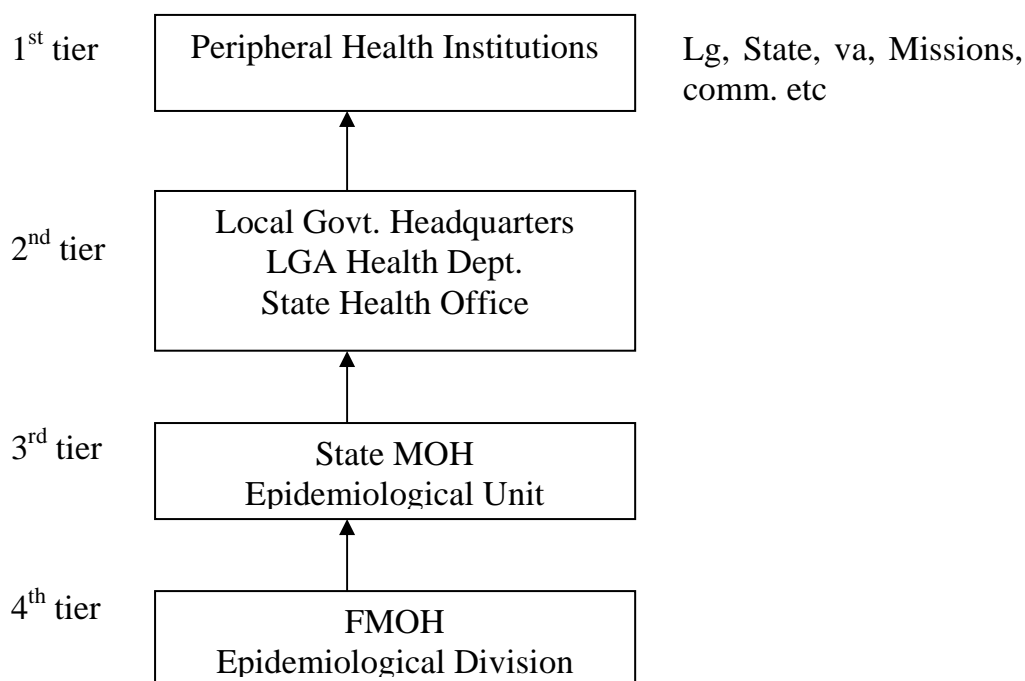 1st tier
Peripheral Health Institutions
Lg, State, va, Missions,
comm. etc
2nd tier
Local Govt. Headquarters
LGA Health Dept.
State Health Office
3rd tier
State MOH
Epidemiological Unit
4th tier
FMOH
Epidemiological Division